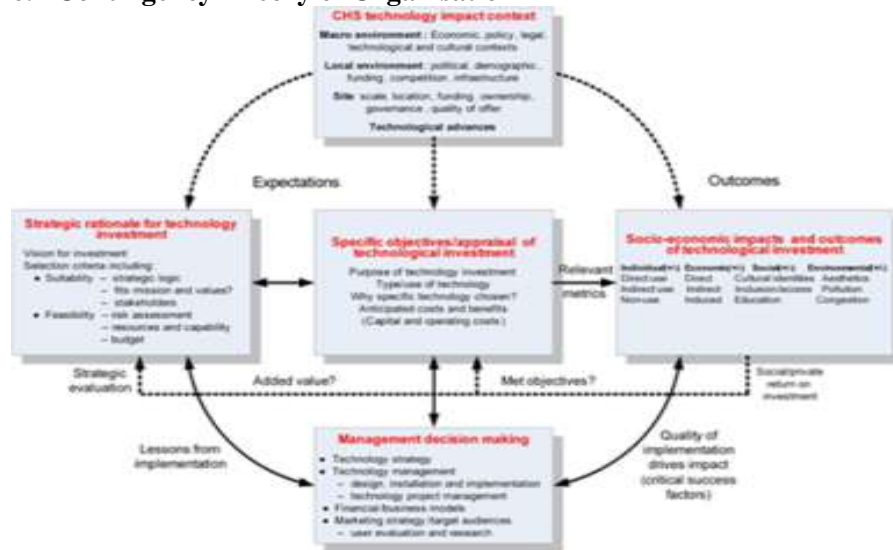 CHS technology impact context
Macro environment : Economic, policy, legal,
technological and cultural contexts
Local environment : political, demographic,
funding, competition, infrastructure
Site: scale, location, funding, ownership,
governance , quality of offer
Technological advances
Expectations
Outcomes
Strategic rationale for technology
investment
Vision for investment
Selection criteria including:
● Suitability – strategic logic
– fits mission and values?
– stakeholders
● Feasibility – risk assessment
– resources and capability
– budget
Specific objectives/appraisal of
technological investment
Purpose of technology investment
Type/use of technology
Why specific technology chosen?
Anticipated costs and benefits
(Capital and operating costs )
Relevant
metrics
Socio-economic impacts and outcomes
of technological investment
Individual(+/-) Economic(+/-) Social(+/-) Environmental(+/-)
Direct use Direct Cultural identities Aesthetics
Indirect use Indirect Inclusion/access Pollution
Non-use Induced Education Congestion
Strategic
evaluation
Added value?
Met objectives?
Social/private
return on
investment
Lessons from
implementation
Management decision making
● Technology strategy
● Technology management
– design, installation and implementation
– technology project management
● Financial/business models
● Marketing strategy/target audiences
– user evaluation and research
Quality of
implementation
drives impact
(critical success
factors)